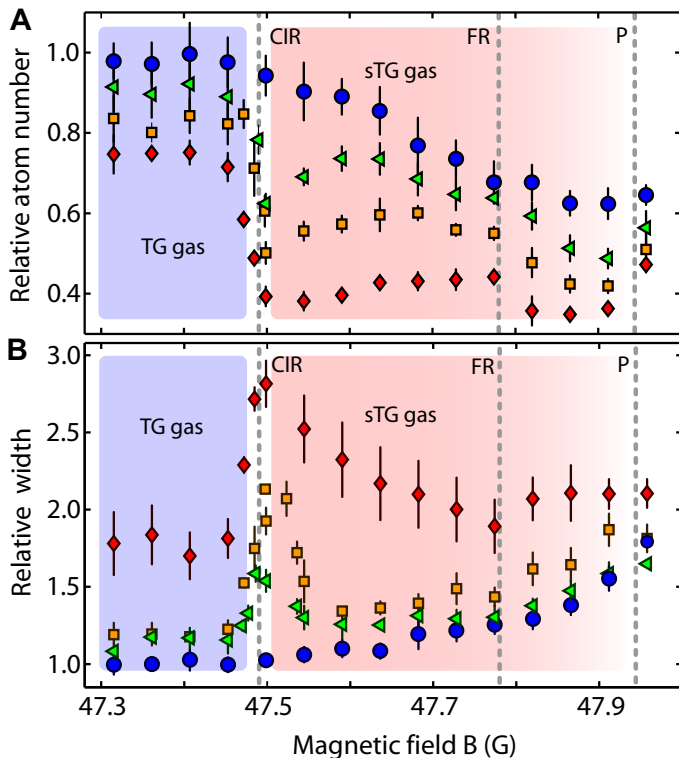 A
CIR
FR
P
sTG gas
TG gas
Relative atom number
1.0
0.8
0.6
0.4
B
CIR
FR
P
TG gas
sTG gas
Relative width
3.0
2.5
2.0
1.5
1.0
47.3
47.5
47.7
47.9
Magnetic field B (G)